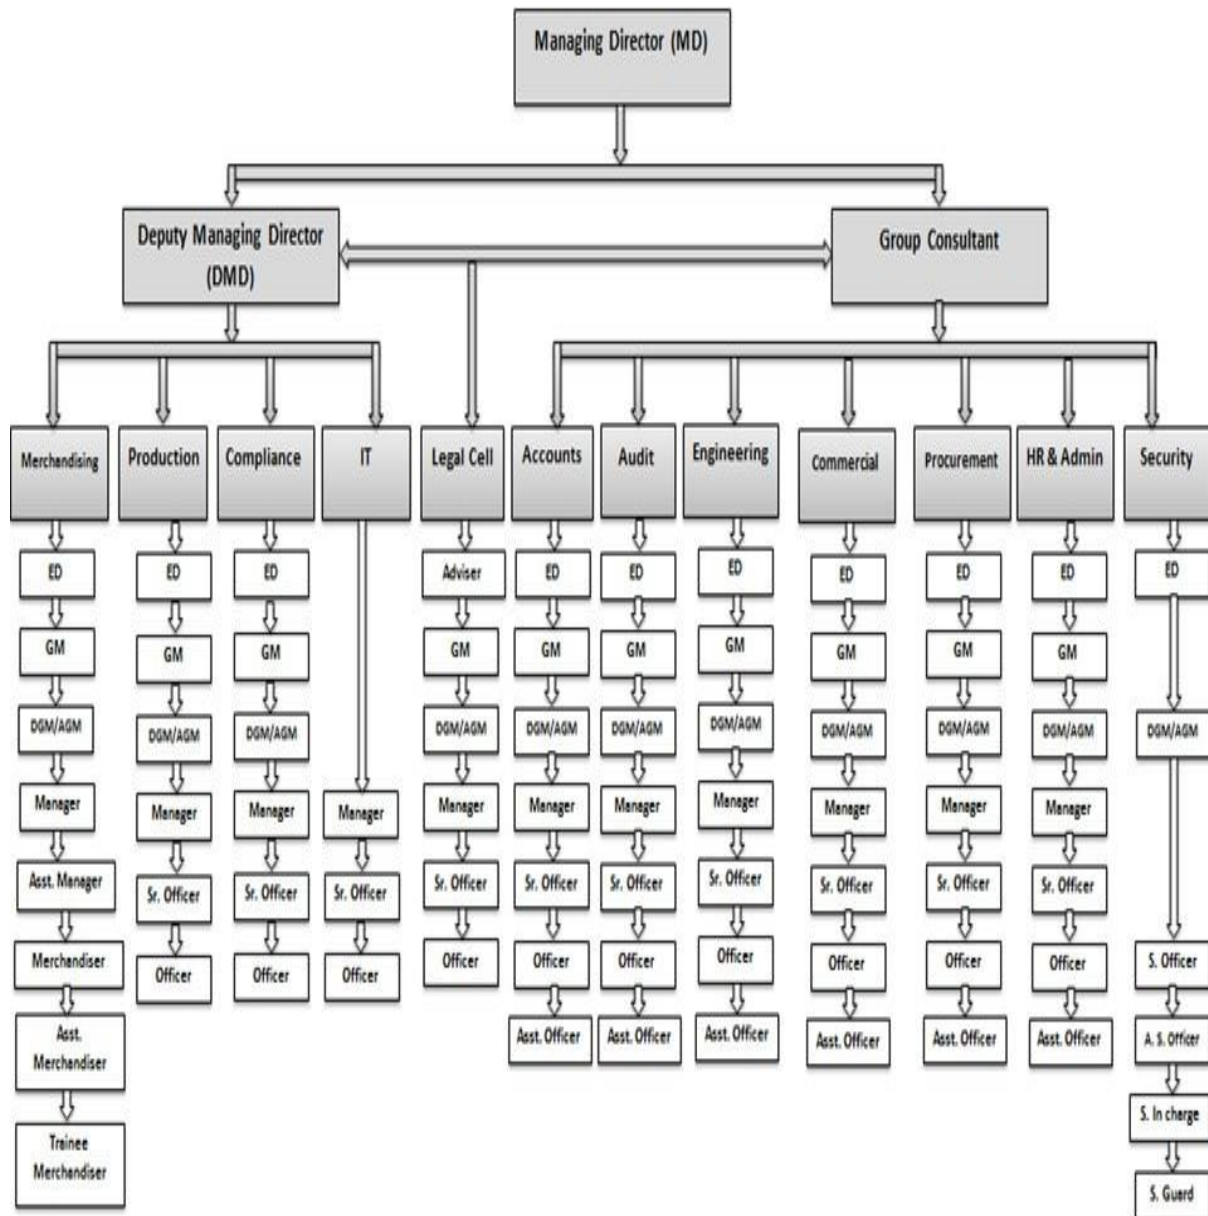 Managing Director (MD)
Deputy Managing Director
(DMD)
Group Consultant
Merchandising
Production
Compliance
IT
Legal Cell
Accounts
Audit
Engineering
Commercial
Procurement
HR & Admin
Security
ED
GM
DGM/AGM
Manager
Asst. Manager
Merchandiser
Asst.
Merchandiser
Trainee
Merchandiser
ED
GM
DGM/AGM
Manager
Sr. Officer
Officer
ED
GM
DGM/AGM
Manager
Sr. Officer
Officer
Manager
Sr. Officer
Officer
Adviser
GM
DGM/AGM
Manager
Sr. Officer
Officer
ED
GM
DGM/AGM
Manager
Sr. Officer
Officer
Asst. Officer
ED
GM
DGM/AGM
Manager
Sr. Officer
Officer
Asst. Officer
ED
GM
DGM/AGM
Manager
Sr. Officer
Officer
Asst. Officer
ED
GM
DGM/AGM
Manager
Sr. Officer
Officer
Asst. Officer
ED
GM
DGM/AGM
Manager
Sr. Officer
Officer
Asst. Officer
ED
GM
DGM/AGM
Manager
Sr. Officer
Officer
Asst. Officer
ED
DGM/AGM
S. Officer
A. S. Officer
S. In charge
S. Guard